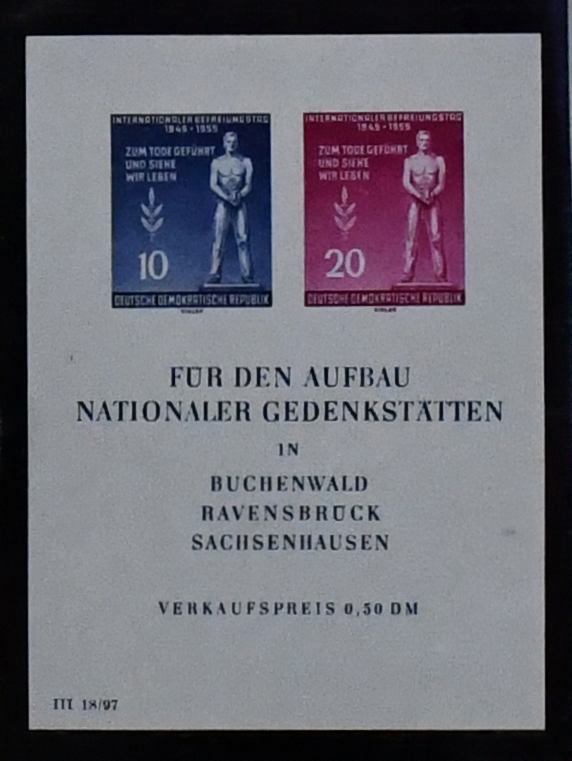 INTERNATIONALER BEFREIUNGSTAG
1945 - 1955
ZUM TODE GEFÜHRT
UND SIEHE
WIR LEBEN
10
DEUTSCHE DEMOKRATISCHE REPUBLIK
INTERNATIONALER BEFREIUNGSTAG
1945 - 1955
ZUM TODE GEFÜHRT
UND SIEHE
WIR LEBEN
20
DEUTSCHE DEMOKRATISCHE REPUBLIK
FÜR DEN AUFBAU
NATIONALER GEDENKSTÄTTEN
IN
BUCHENWALD
RAVENSBRÜCK
SACHSENHAUSEN
VERKAUFSPREIS 0,50 DM
III 18/97